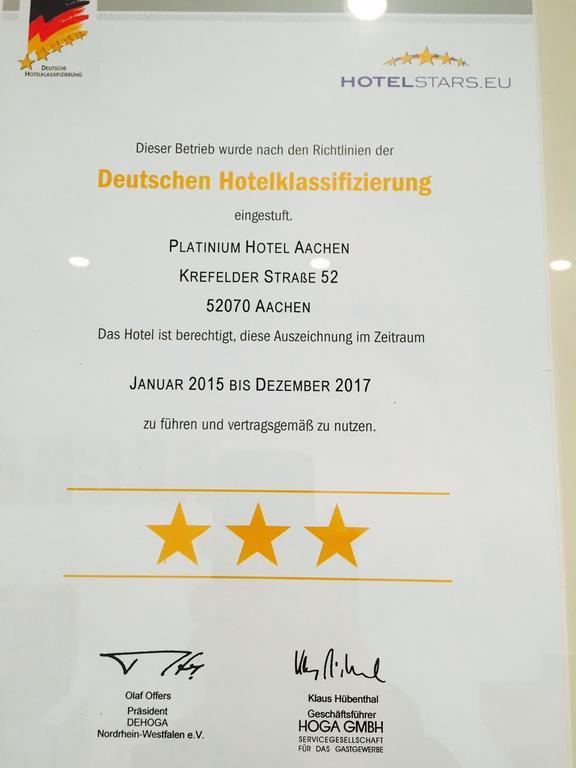 DEUTSCHE
HOTELKLASSIFIZIERUNG
HOTELSTARS.EU
Dieser Betrieb wurde nach den Richtlinien der
Deutschen Hotelklassifizierung
eingestuft.
PLATINIUM HOTEL AACHEN
KREFELDER STRAßE 52
52070 AACHEN
Das Hotel ist berechtigt, diese Auszeichnung im Zeitraum
JANUAR 2015 BIS DEZEMBER 2017
zu führen und vertragsgemäß zu nutzen.
Olaf Offers
Präsident
DEHOGA
Nordrhein-Westfalen e.V.
Klaus Hübenthal
Geschäftsführer
HOGA GMBH
SERVICEGESELLSCHAFT
FÜR DAS GASTGEWERBE